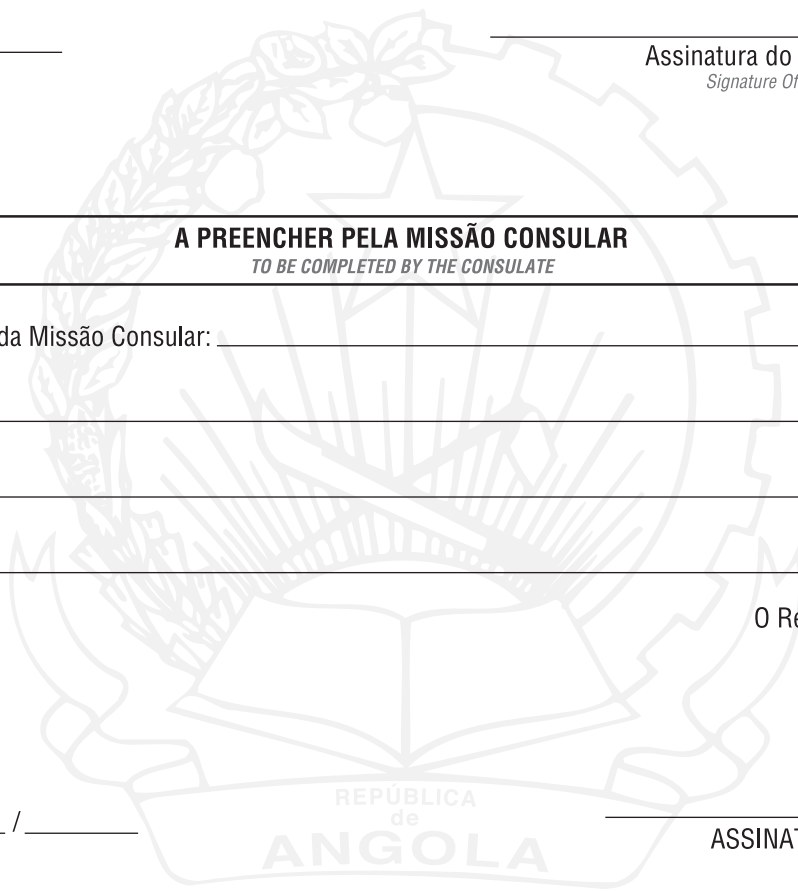 Assinatura do
Signature Of
A PREENCHER PELA MISSÃO CONSULAR
TO BE COMPLETED BY THE CONSULATE
da Missão Consular:
O Re
/
ASSINAT
REPÚBLICA
de
ANGOLA